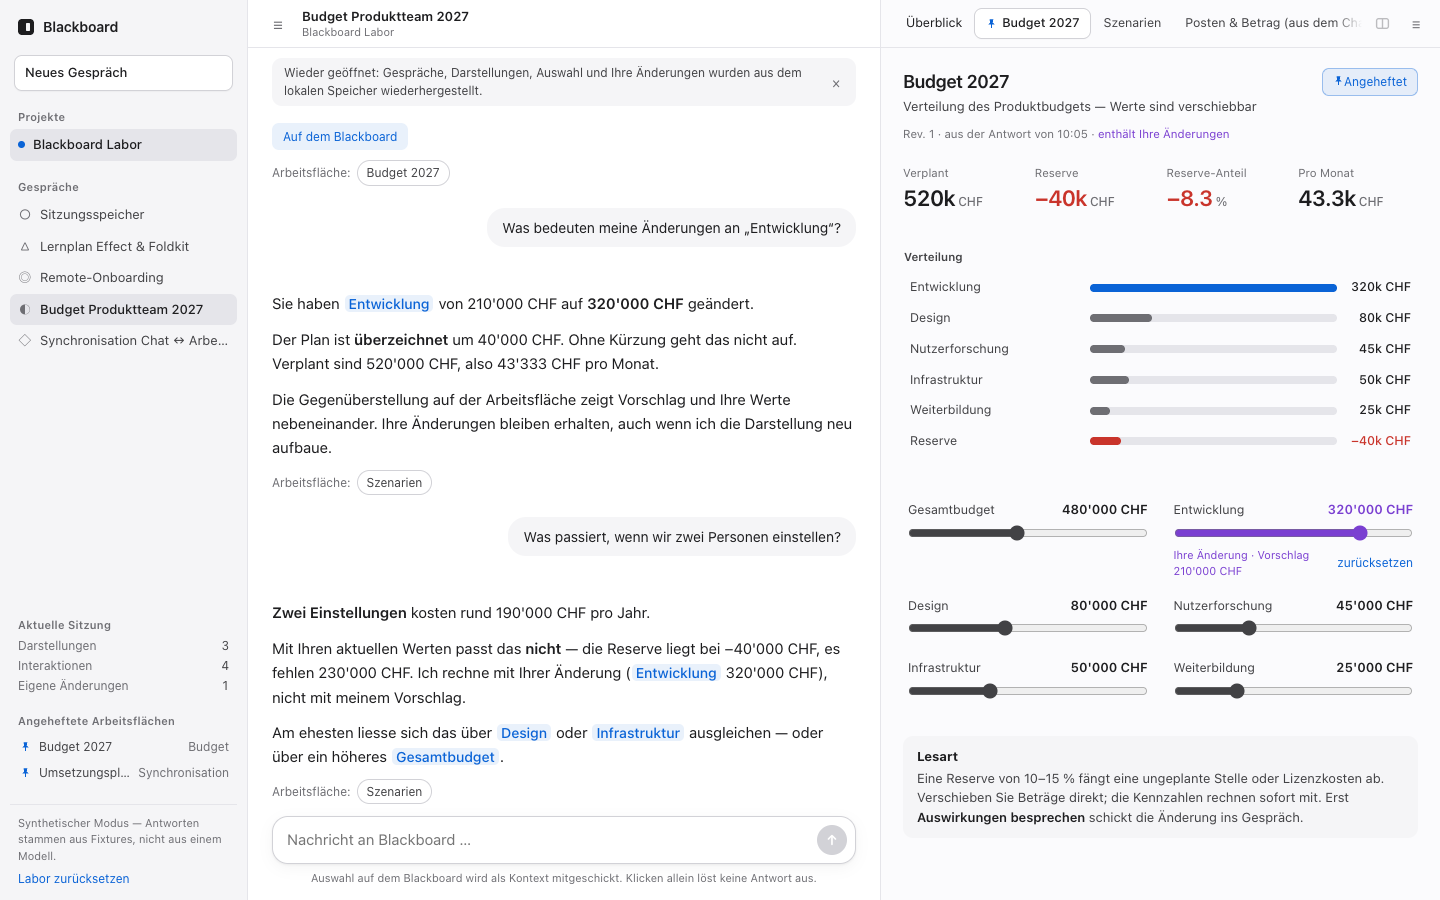 Blackboard
Neues Gespräch
Projekte
Blackboard Labor
Gespräche
Sitzungsspeicher
Lernplan Effect & Foldkit
Remote-Onboarding
Budget Produktteam 2027
Synchronisation Chat ↔ Arbe...
Aktuelle Sitzung
Darstellungen 3
Interaktionen 4
Eigene Änderungen 1
Angeheftete Arbeitsflächen
Budget 2027 Budget
Umsetzungspl... Synchronisation
Synthetischer Modus — Antworten
stammen aus Fixtures, nicht aus einem
Modell.
Labor zurücksetzen
Budget Produktteam 2027
Blackboard Labor
Wieder geöffnet: Gespräche, Darstellungen, Auswahl und Ihre Änderungen wurden aus dem
lokalen Speicher wiederhergestellt.
Auf dem Blackboard
Arbeitsfläche: Budget 2027
Was bedeuten meine Änderungen an „Entwicklung“?
Sie haben Entwicklung von 210'000 CHF auf 320'000 CHF geändert.
Der Plan ist überzeichnet um 40'000 CHF. Ohne Kürzung geht das nicht auf.
Verplant sind 520'000 CHF, also 43'333 CHF pro Monat.
Die Gegenüberstellung auf der Arbeitsfläche zeigt Vorschlag und Ihre Werte
nebeneinander. Ihre Änderungen bleiben erhalten, auch wenn ich die Darstellung neu
aufbaue.
Arbeitsfläche: Szenarien
Was passiert, wenn wir zwei Personen einstellen?
Zwei Einstellungen kosten rund 190'000 CHF pro Jahr.
Mit Ihren aktuellen Werten passt das nicht — die Reserve liegt bei −40'000 CHF, es
fehlen 230'000 CHF. Ich rechne mit Ihrer Änderung (Entwicklung 320'000 CHF),
nicht mit meinem Vorschlag.
Am ehesten liesse sich das über Design oder Infrastruktur ausgleichen — oder
über ein höheres Gesamtbudget.
Arbeitsfläche: Szenarien
Nachricht an Blackboard ...
Auswahl auf dem Blackboard wird als Kontext mitgeschickt. Klicken allein löst keine Antwort aus.
Überblick Budget 2027 Szenarien Posten & Betrag (aus dem Ch
Budget 2027
Angeheftet
Verteilung des Produktbudgets — Werte sind verschiebbar
Rev. 1 · aus der Antwort von 10:05 · enthält Ihre Änderungen
Verplant Reserve Reserve-Anteil Pro Monat
520k CHF −40k CHF −8.3 % 43.3k CHF
Verteilung
Entwicklung 320k CHF
Design 80k CHF
Nutzerforschung 45k CHF
Infrastruktur 50k CHF
Weiterbildung 25k CHF
Reserve −40k CHF
Gesamtbudget 480'000 CHF
Entwicklung 320'000 CHF
Ihre Änderung · Vorschlag
210'000 CHF
zurücksetzen
Design 80'000 CHF
Nutzerforschung 45'000 CHF
Infrastruktur 50'000 CHF
Weiterbildung 25'000 CHF
Lesart
Eine Reserve von 10–15 % fängt eine ungeplante Stelle oder Lizenzkosten ab.
Verschieben Sie Beträge direkt; die Kennzahlen rechnen sofort mit. Erst
Auswirkungen besprechen schickt die Änderung ins Gespräch.